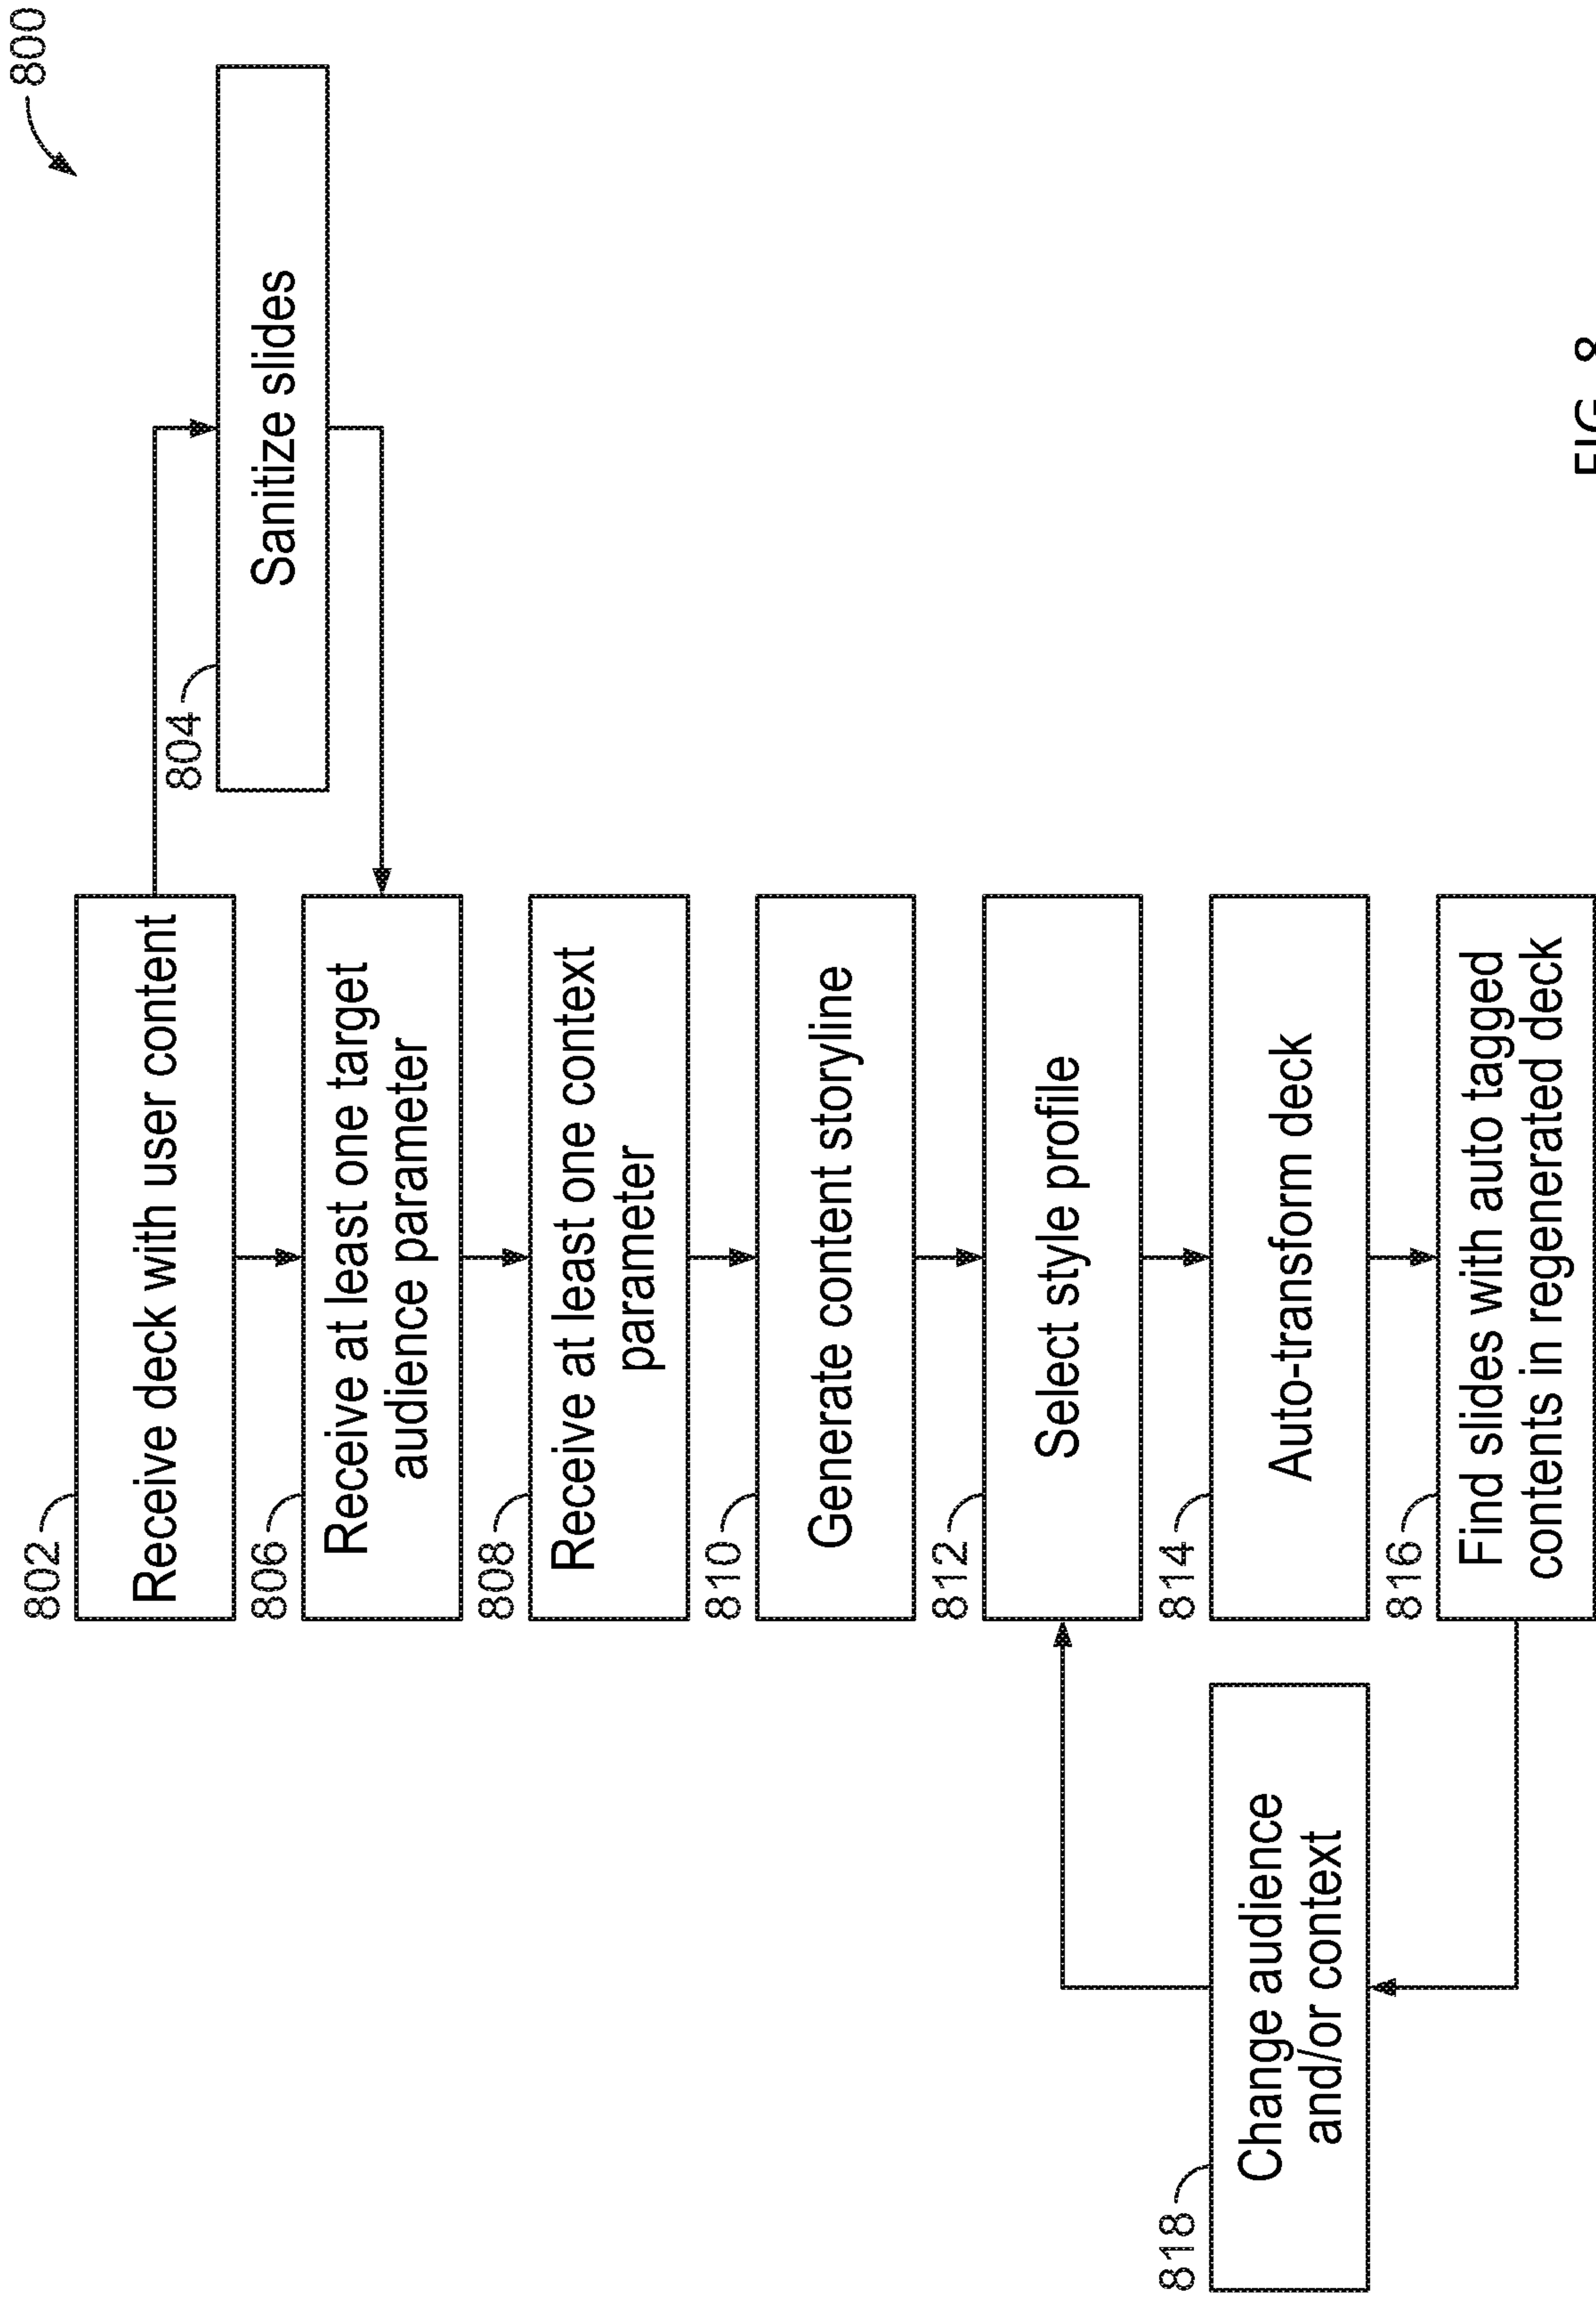 800
802
Receive deck with user content
804
Sanitize slides
806
Receive at least one target
audience parameter
808
Receive at least one context
parameter
810
Generate content storyline
812
Select style profile
814
Auto-transform deck
816
Find slides with auto tagged
contents in regenerated deck
818
Change audience
and/or context
FIG. 8